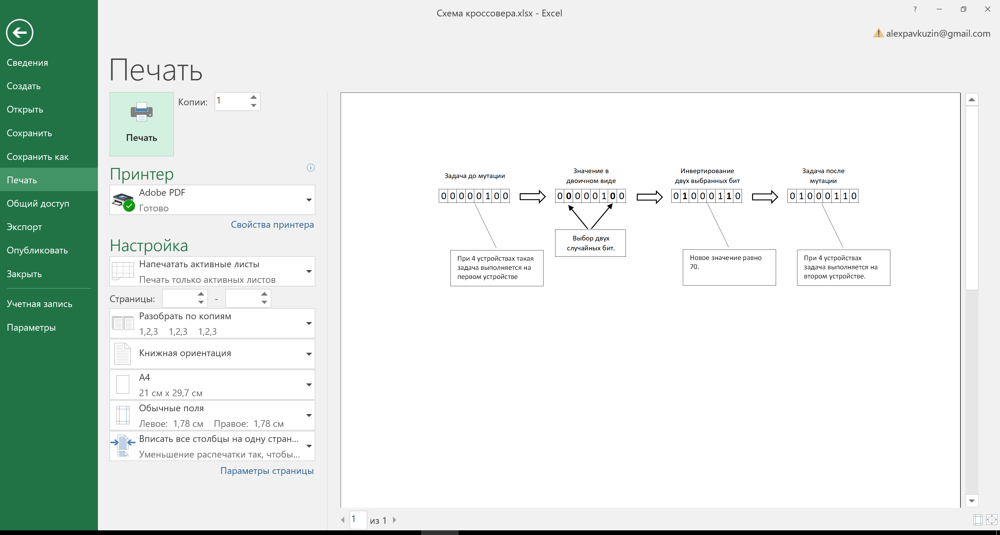 Схема кроссовера.xlsx - Excel
?
alexpavkuzin@gmail.com
Сведения
Создать
Открыть
Сохранить
Сохранить как
Печать
Общий доступ
Экспорт
Опубликовать
Закрыть
Учетная запись
Параметры
Печать
Печать
Копии: 1
Принтер
Adobe PDF
Готово
Свойства принтера
Настройка
Напечатать активные листы
Печать только активных листов
Страницы: -
Разобрать по копиям
1,2,3 1,2,3 1,2,3
Книжная ориентация
A4
21 см x 29,7 см
Обычные поля
Левое: 1,78 см Правое: 1,78 см
Вписать все столбцы на одну стран...
Уменьшение распечатки так, чтобы...
Параметры страницы
Задача до мутации
0 0 0 0 0 1 0 0
При 4 устройствах такая
задача выполняется на
первом устройстве
Значение в
двоичном виде
0 0 0 0 0 1 0 0
Выбор двух
случайных бит.
Инвертирование
двух выбранных бит
0 1 0 0 0 1 1 0
Новое значение равно
70.
Задача после
мутации
0 1 0 0 0 1 1 0
При 4 устройствах
задача выполняется на
втором устройстве.
1 из 1